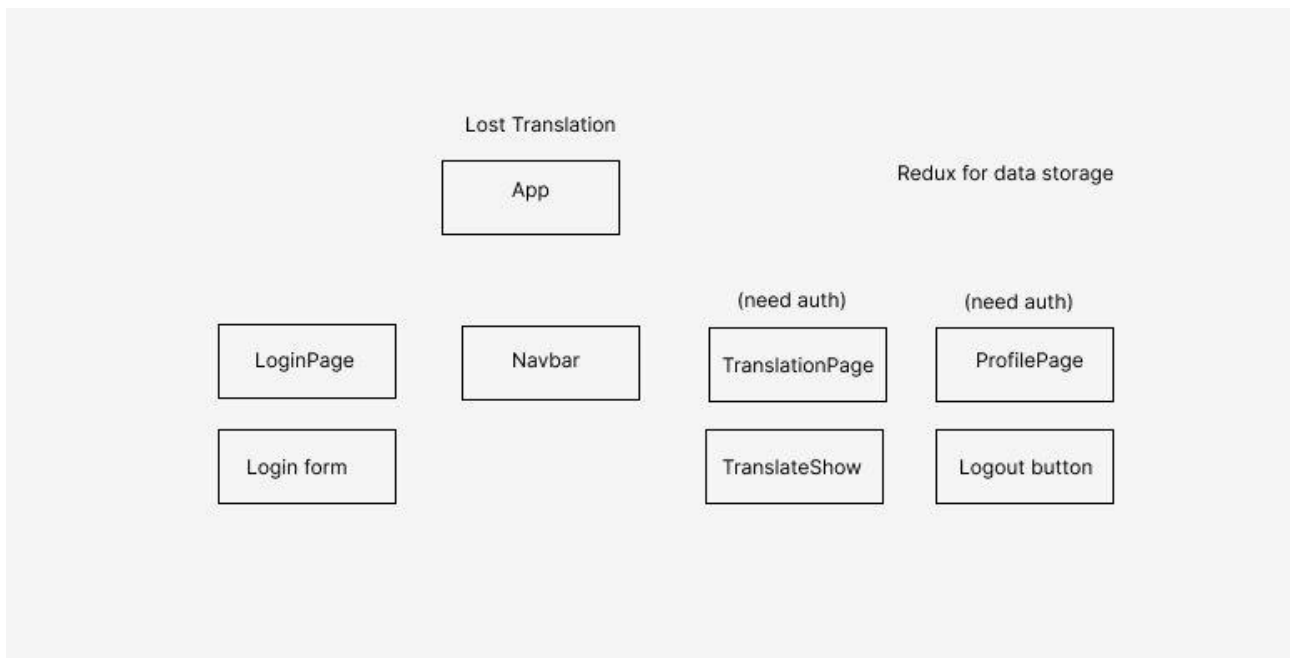 Lost Translation
App
Redux for data storage
(need auth)
(need auth)
LoginPage
Navbar
TranslationPage
ProfilePage
Login form
TranslateShow
Logout button